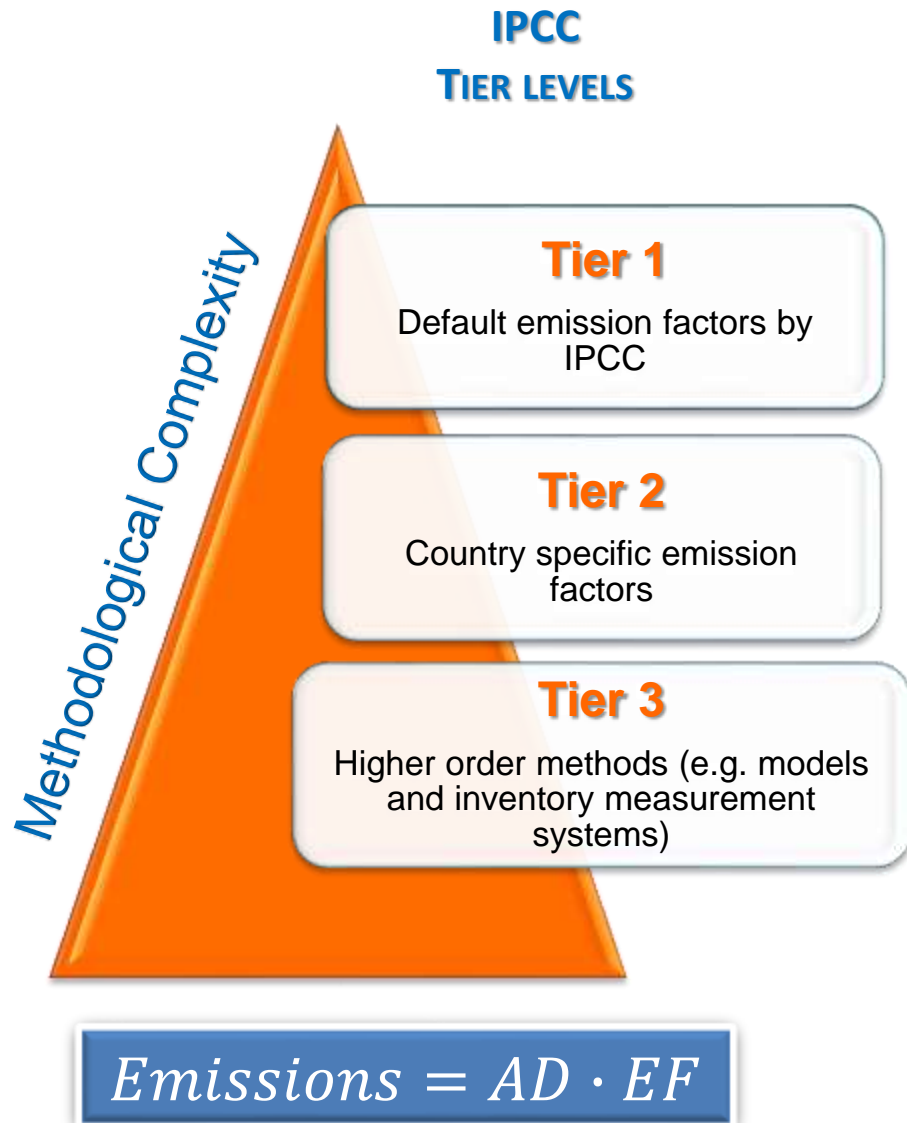 IPCC
TIER LEVELS
Methodological Complexity
Tier 1
Default emission factors by
IPCC
Tier 2
Country specific emission
factors
Tier 3
Higher order methods (e.g. models
and inventory measurement
systems)
Emissions = AD · EF